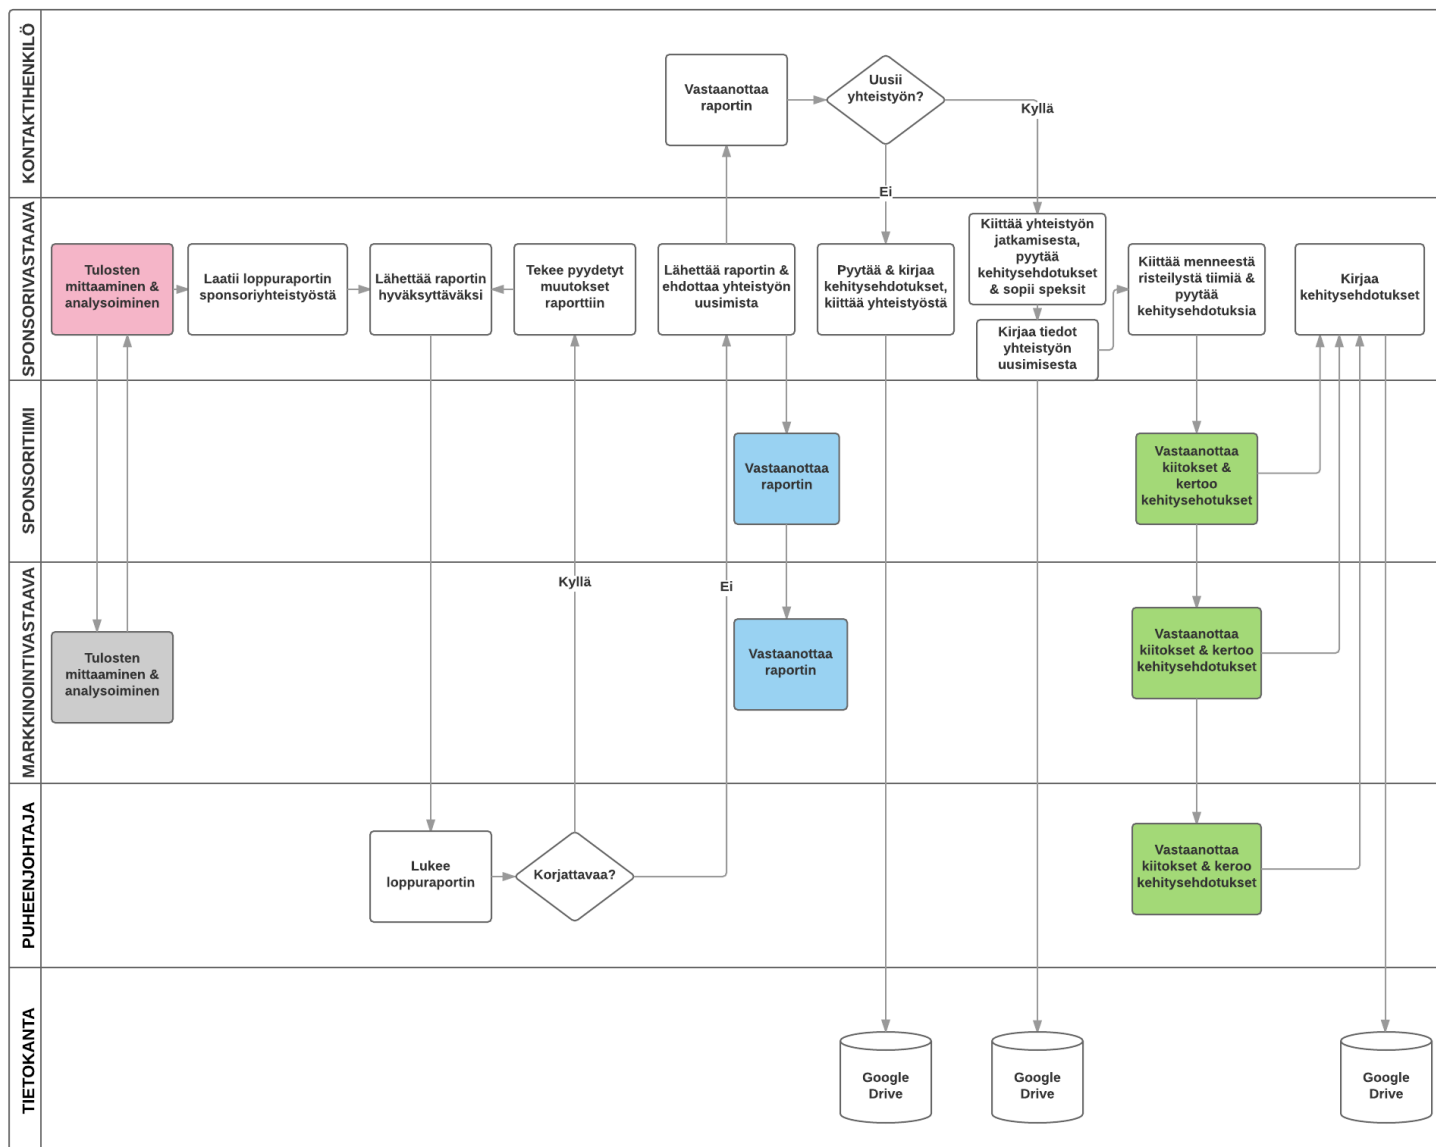 KONTAKTIHENKILÖ
Vastaanottaa
raportin
Uusii
yhteistyön?
Kyllä
Ei
SPONSORIVASTAAVA
Tulosten
mittaaminen &
analysoiminen
Laatii loppuraportin
sponsoriyhteistyöstä
Lähettää raportin
hyväksyttäväksi
Tekee pyydetyt
muutokset
raporttiin
Lähettää raportin &
ehdottaa yhteistyön
uusimista
Pyytää & kirjaa
kehitysehdotukset,
kiittää yhteistyöstä
Kiittää yhteistyön
jatkamisesta,
pyytää
kehitysehdotukset
& sopii speksit
Kirjaa tiedot
yhteistyön
uusimisesta
Kiittää menneestä
risteilystä tiimiä &
pyytää
kehitysehdotuksia
Kirjaa
kehitysehdotukset
SPONSORITIIMI
Vastaanottaa
raportin
Vastaanottaa
kiitokset &
kertoo
kehitysehotukset
MARKKINOINTIVASTAAVA
Tulosten
mittaaminen &
analysoiminen
Kyllä
Ei
Vastaanottaa
raportin
Vastaanottaa
kiitokset & kertoo
kehitysehdotukset
PUHEENJOHTAJA
Lukee
loppuraportin
Korjattavaa?
Vastaanottaa
kiitokset & keroo
kehitysehdotukset
TIETOKANTA
Google
Drive
Google
Drive
Google
Drive